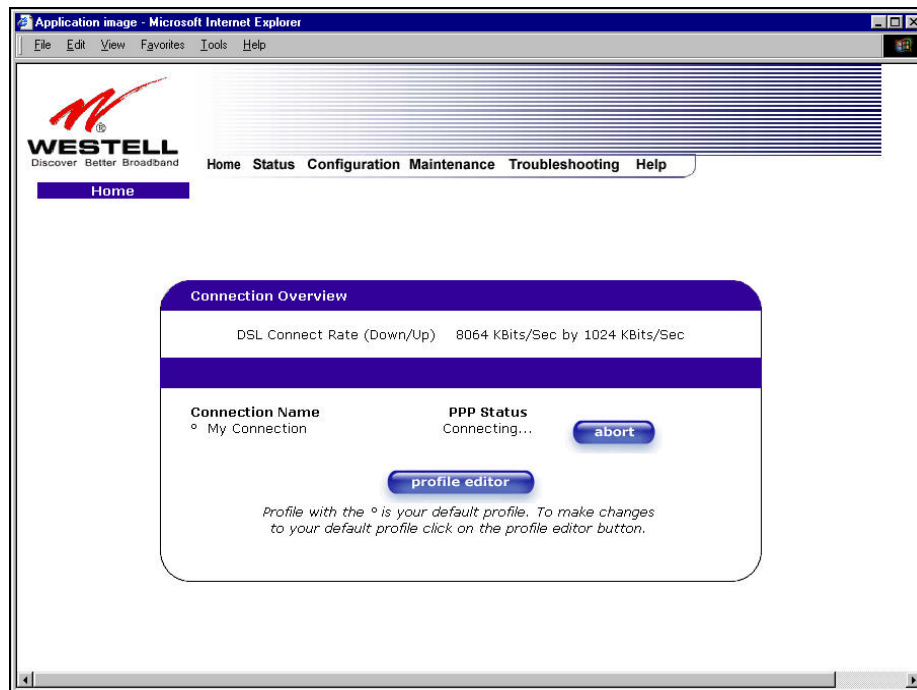 Application image - Microsoft Internet Explorer
File Edit View Favorites Tools Help
WESTELL®
Discover Better Broadband
Home Status Configuration Maintenance Troubleshooting Help
Home
Connection Overview
DSL Connect Rate (Down/Up) 8064 KBits/Sec by 1024 KBits/Sec
Connection Name PPP Status
º My Connection Connecting... abort
profile editor
Profile with the º is your default profile. To make changes
to your default profile click on the profile editor button.